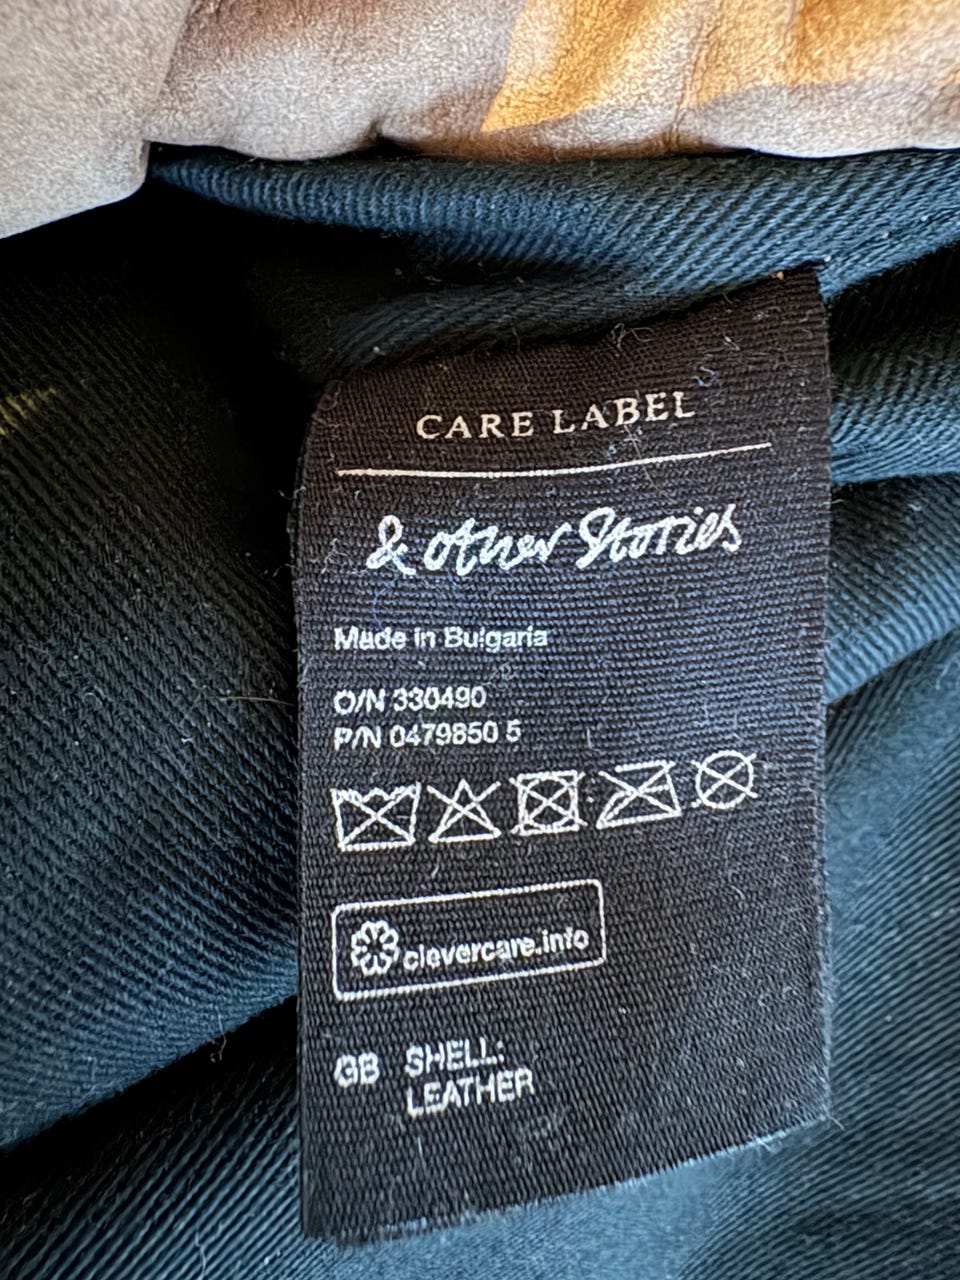 CARE LABEL
& other Stories
Made in Bulgaria
O/N 330490
P/N 0479850 5
clevercare.info
GB SHELL:
LEATHER